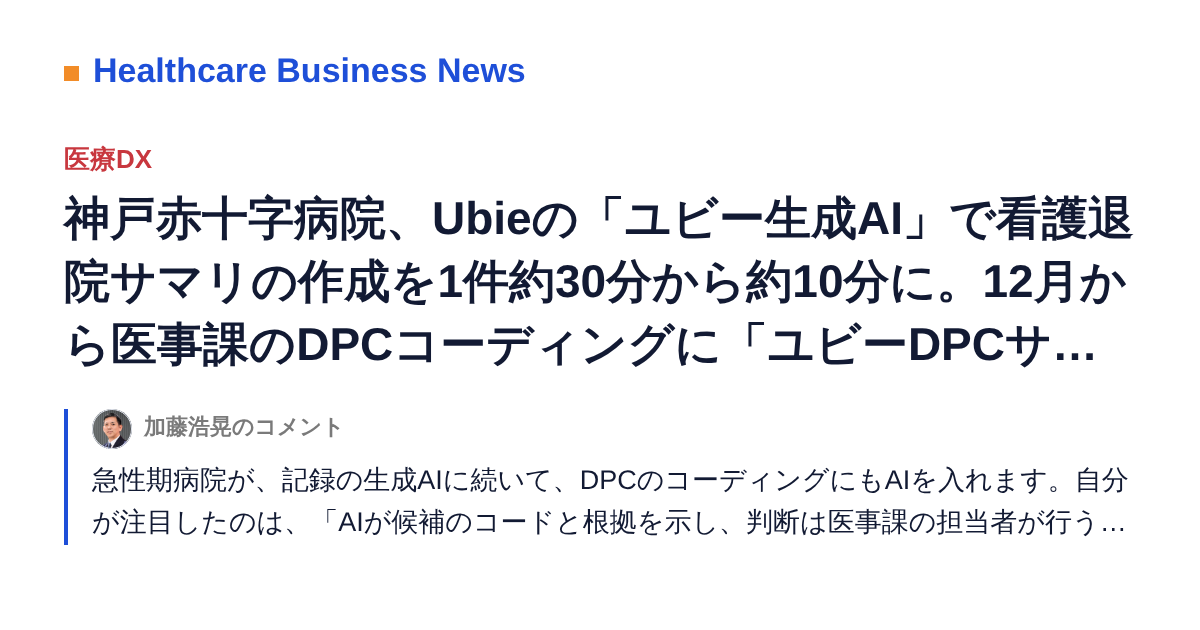 Healthcare Business News
医療DX
神戸赤十字病院、Ubieの「ユビー生成AI」で看護退
院サマリの作成を1件約30分から約10分に。12月か
ら医事課のDPCコーディングに「ユビーDPCサ…
加藤浩晃のコメント
急性期病院が、記録の生成AIに続いて、DPCのコーディングにもAIを入れます。自分
が注目したのは、「AIが候補のコードと根拠を示し、判断は医事課の担当者が行う…